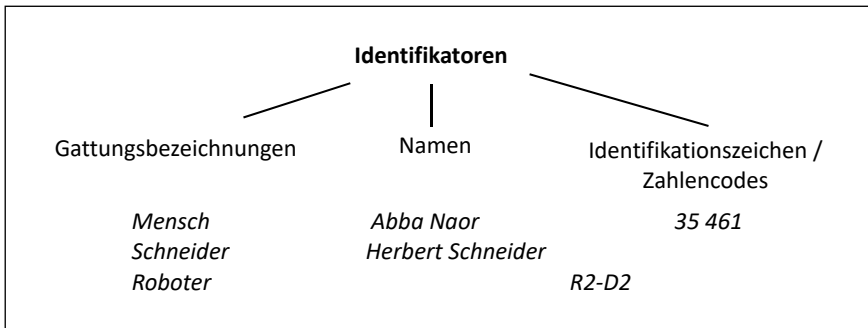 Identifikatoren
Gattungsbezeichnungen Namen Identifikationszeichen /
Zahlencodes
Mensch Abba Naor 35 461
Schneider Herbert Schneider
Roboter R2-D2